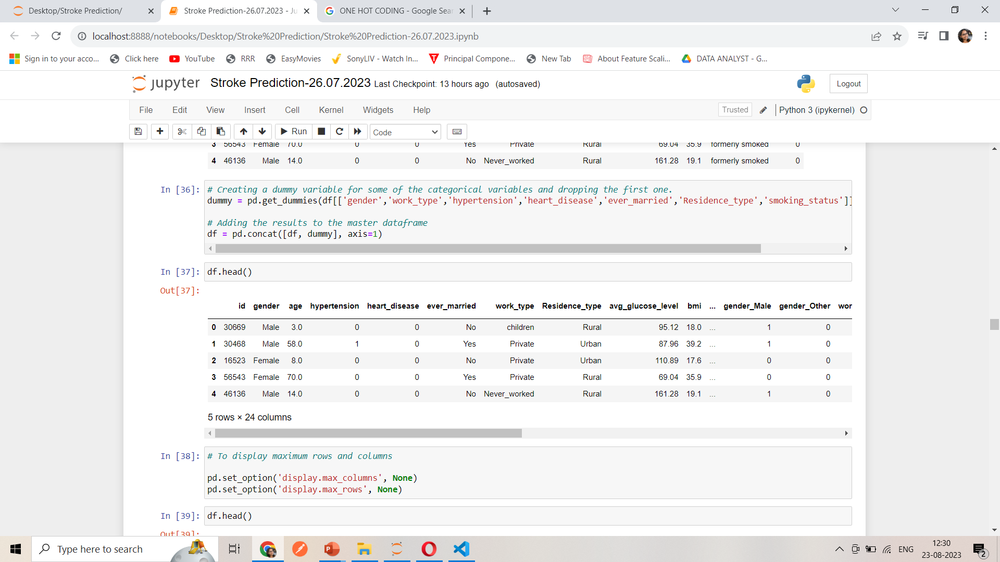 Desktop/Stroke Prediction/
Stroke Prediction-26.07.2023 - Ju
ONE HOT CODING - Google Sear
localhost:8888/notebooks/Desktop/Stroke%20Prediction/Stroke%20Prediction-26.07.2023.ipynb
Sign in to your acco... Click here YouTube RRR EasyMovies SonyLIV - Watch In... Principal Compone... New Tab About Feature Scali... DATA ANALYST - G...
jupyter Stroke Prediction-26.07.2023 Last Checkpoint: 13 hours ago (autosaved) Logout
File Edit View Insert Cell Kernel Widgets Help Trusted Python 3 (ipykernel)
Run Code
3 56543 Female 70.0 0 0 Yes Private Rural 69.04 35.9 formerly smoked 0
4 46136 Male 14.0 0 0 No Never_worked Rural 161.28 19.1 formerly smoked 0
In [36]: # Creating a dummy variable for some of the categorical variables and dropping the first one.
dummy = pd.get_dummies(df[['gender','work_type','hypertension','heart_disease','ever_married','Residence_type','smoking_status']]
# Adding the results to the master dataframe
df = pd.concat([df, dummy], axis=1)
In [37]: df.head()
Out[37]:
id gender age hypertension heart_disease ever_married work_type Residence_type avg_glucose_level bmi ... gender_Male gender_Other wor
0 30669 Male 3.0 0 0 No children Rural 95.12 18.0 ... 1 0
1 30468 Male 58.0 1 0 Yes Private Urban 87.96 39.2 ... 1 0
2 16523 Female 8.0 0 0 No Private Urban 110.89 17.6 ... 0 0
3 56543 Female 70.0 0 0 Yes Private Rural 69.04 35.9 ... 0 0
4 46136 Male 14.0 0 0 No Never_worked Rural 161.28 19.1 ... 1 0
5 rows × 24 columns
In [38]: # To display maximum rows and columns
pd.set_option('display.max_columns', None)
pd.set_option('display.max_rows', None)
In [39]: df.head()
Out[39]:
Type here to search
ENG
12:30
23-08-2023
2